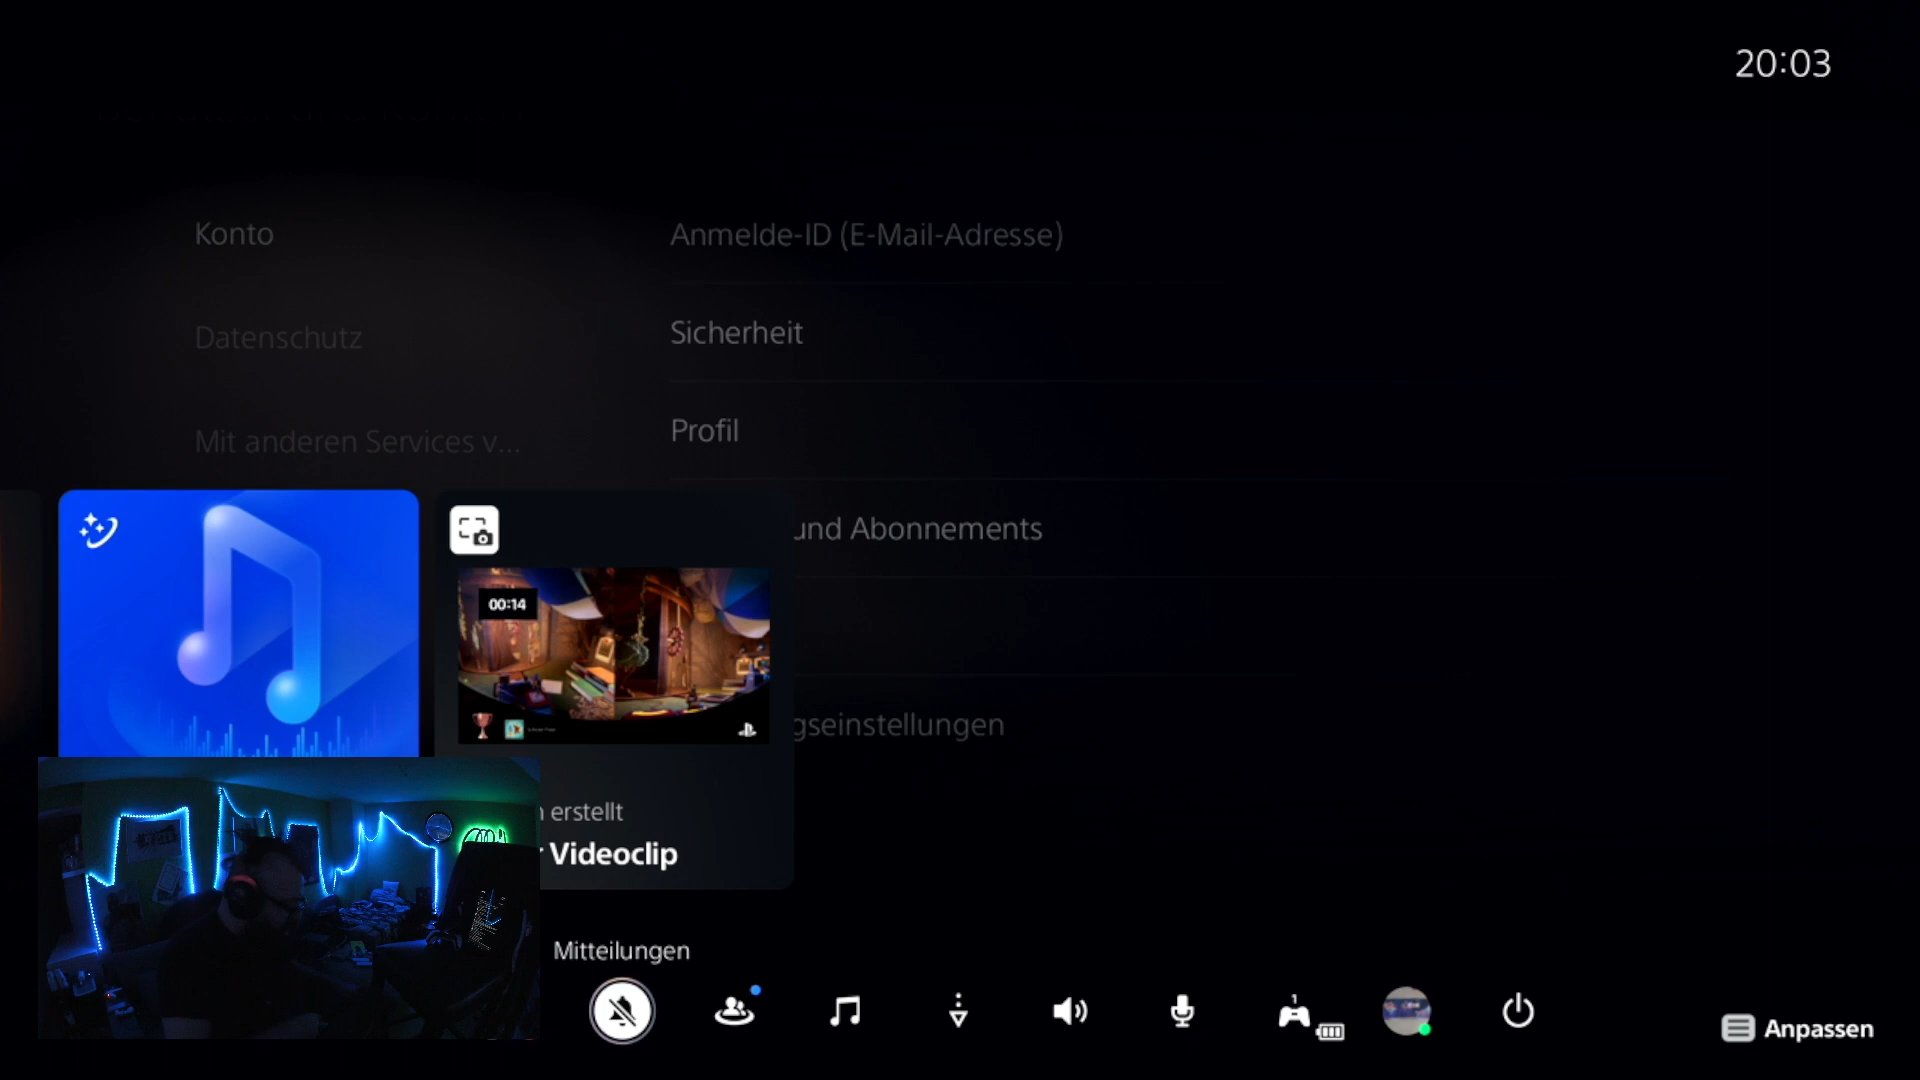 20:03
Konto
Anmelde-ID (E-Mail-Adresse)
Datenschutz
Sicherheit
Mit anderen Services v...
Profil
und Abonnements
00:14
gseinstellungen
erstellt
Videoclip
Mitteilungen
1
Anpassen